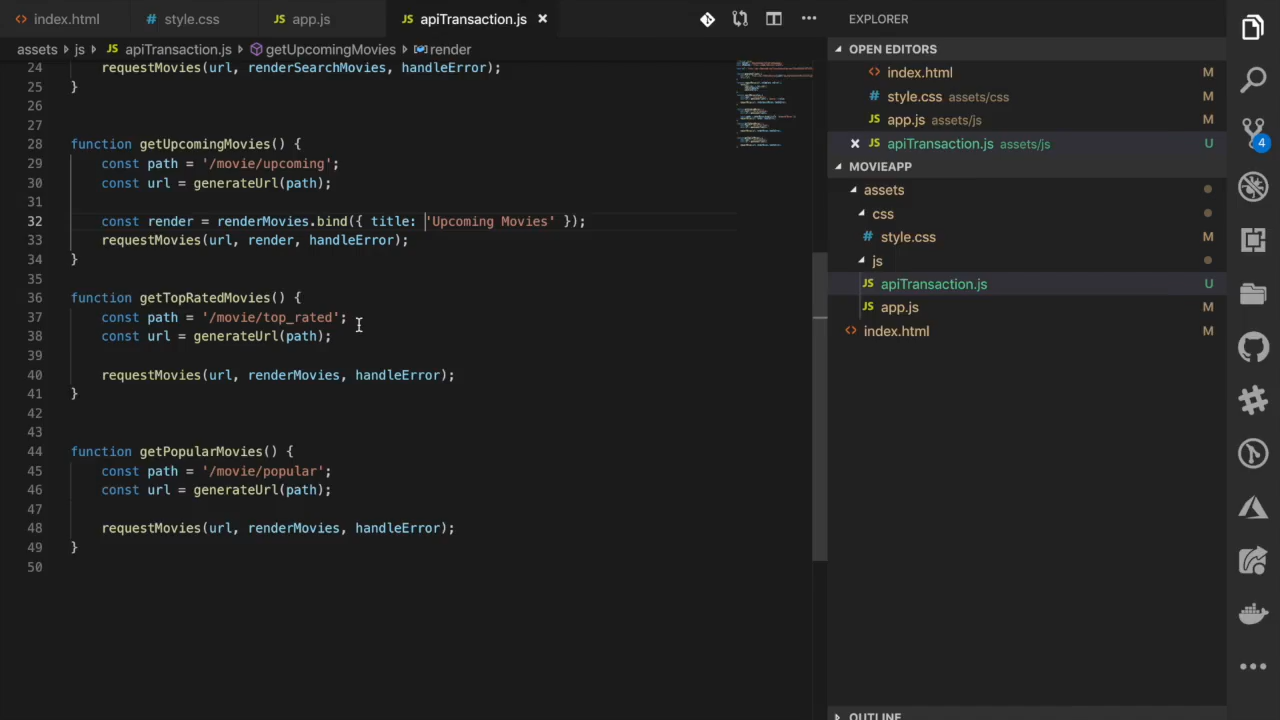 index.html
style.css
app.js
apiTransaction.js
EXPLORER
assets js apiTransaction.js getUpcomingMovies render
24 requestMovies(url, renderSearchMovies, handleError);
25 }
26
27
28 function getUpcomingMovies() {
29 const path = '/movie/upcoming';
30 const url = generateUrl(path);
31
32 const render = renderMovies.bind({ title: 'Upcoming Movies' });
33 requestMovies(url, render, handleError);
34 }
35
36 function getTopRatedMovies() {
37 const path = '/movie/top_rated';
38 const url = generateUrl(path);
39
40 requestMovies(url, renderMovies, handleError);
41 }
42
43
44 function getPopularMovies() {
45 const path = '/movie/popular';
46 const url = generateUrl(path);
47
48 requestMovies(url, renderMovies, handleError);
49 }
50
OPEN EDITORS
index.html M
style.css assets/css M
JS app.js assets/js M
JS apiTransaction.js assets/js U
MOVIEAPP
assets
css
style.css M
js
JS apiTransaction.js U
JS app.js M
index.html M
OUTLINE
4